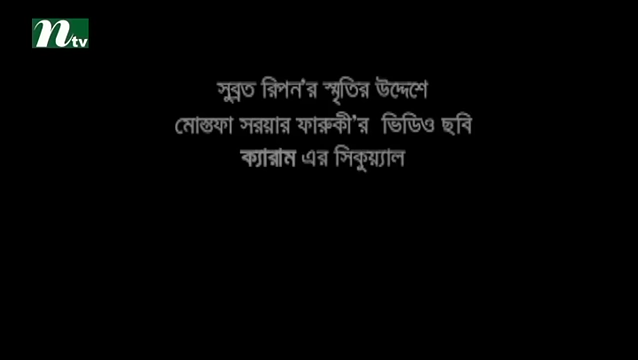 ntv
সুব্রত রিপন'র স্মৃতির উদ্দেশে
মোস্তফা সরয়ার ফারুকী'র ভিডিও ছবি
ক্যারাম এর সিকুয়্যাল